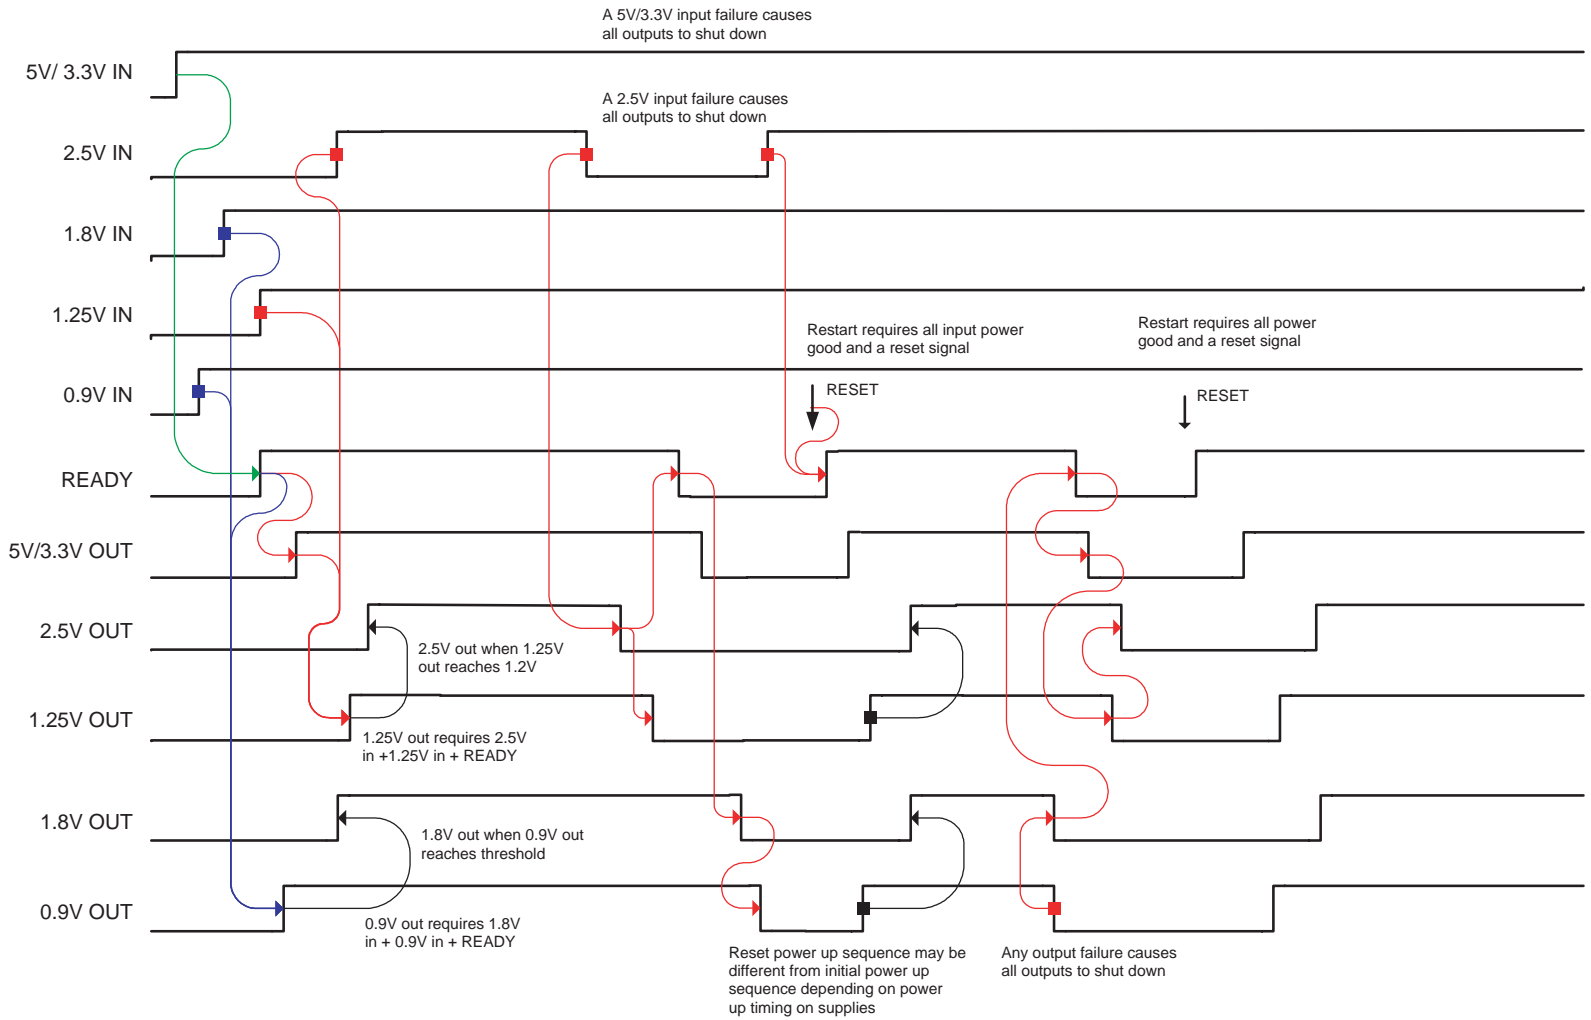 A 5V/3.3V input failure causes
all outputs to shut down
5V/ 3.3V IN
A 2.5V input failure causes
all outputs to shut down
2.5V IN
1.8V IN
1.25V IN
Restart requires all input power
good and a reset signal
Restart requires all power
good and a reset signal
0.9V IN
RESET
RESET
READY
5V/3.3V OUT
2.5V OUT
2.5V out when 1.25V
out reaches 1.2V
1.25V OUT
1.25V out requires 2.5V
in +1.25V in + READY
1.8V OUT
1.8V out when 0.9V out
reaches threshold
0.9V OUT
0.9V out requires 1.8V
in + 0.9V in + READY
Reset power up sequence may be
different from initial power up
sequence depending on power
up timing on supplies
Any output failure causes
all outputs to shut down